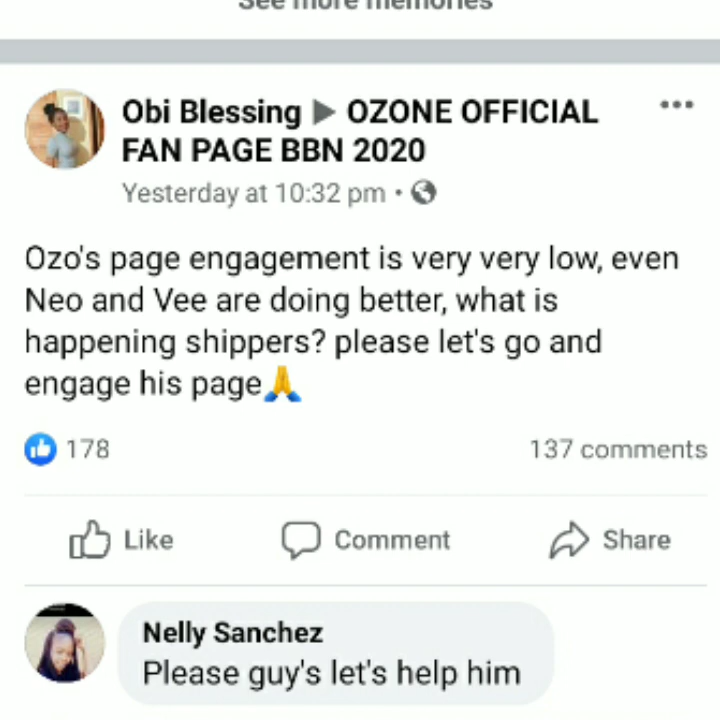 See more memories
Obi Blessing ▶ OZONE OFFICIAL
FAN PAGE BBN 2020
Yesterday at 10:32 pm •
Ozo's page engagement is very very low, even
Neo and Vee are doing better, what is
happening shippers? please let's go and
engage his page🙏
178
137 comments
Like
Comment
Share
Nelly Sanchez
Please guy's let's help him